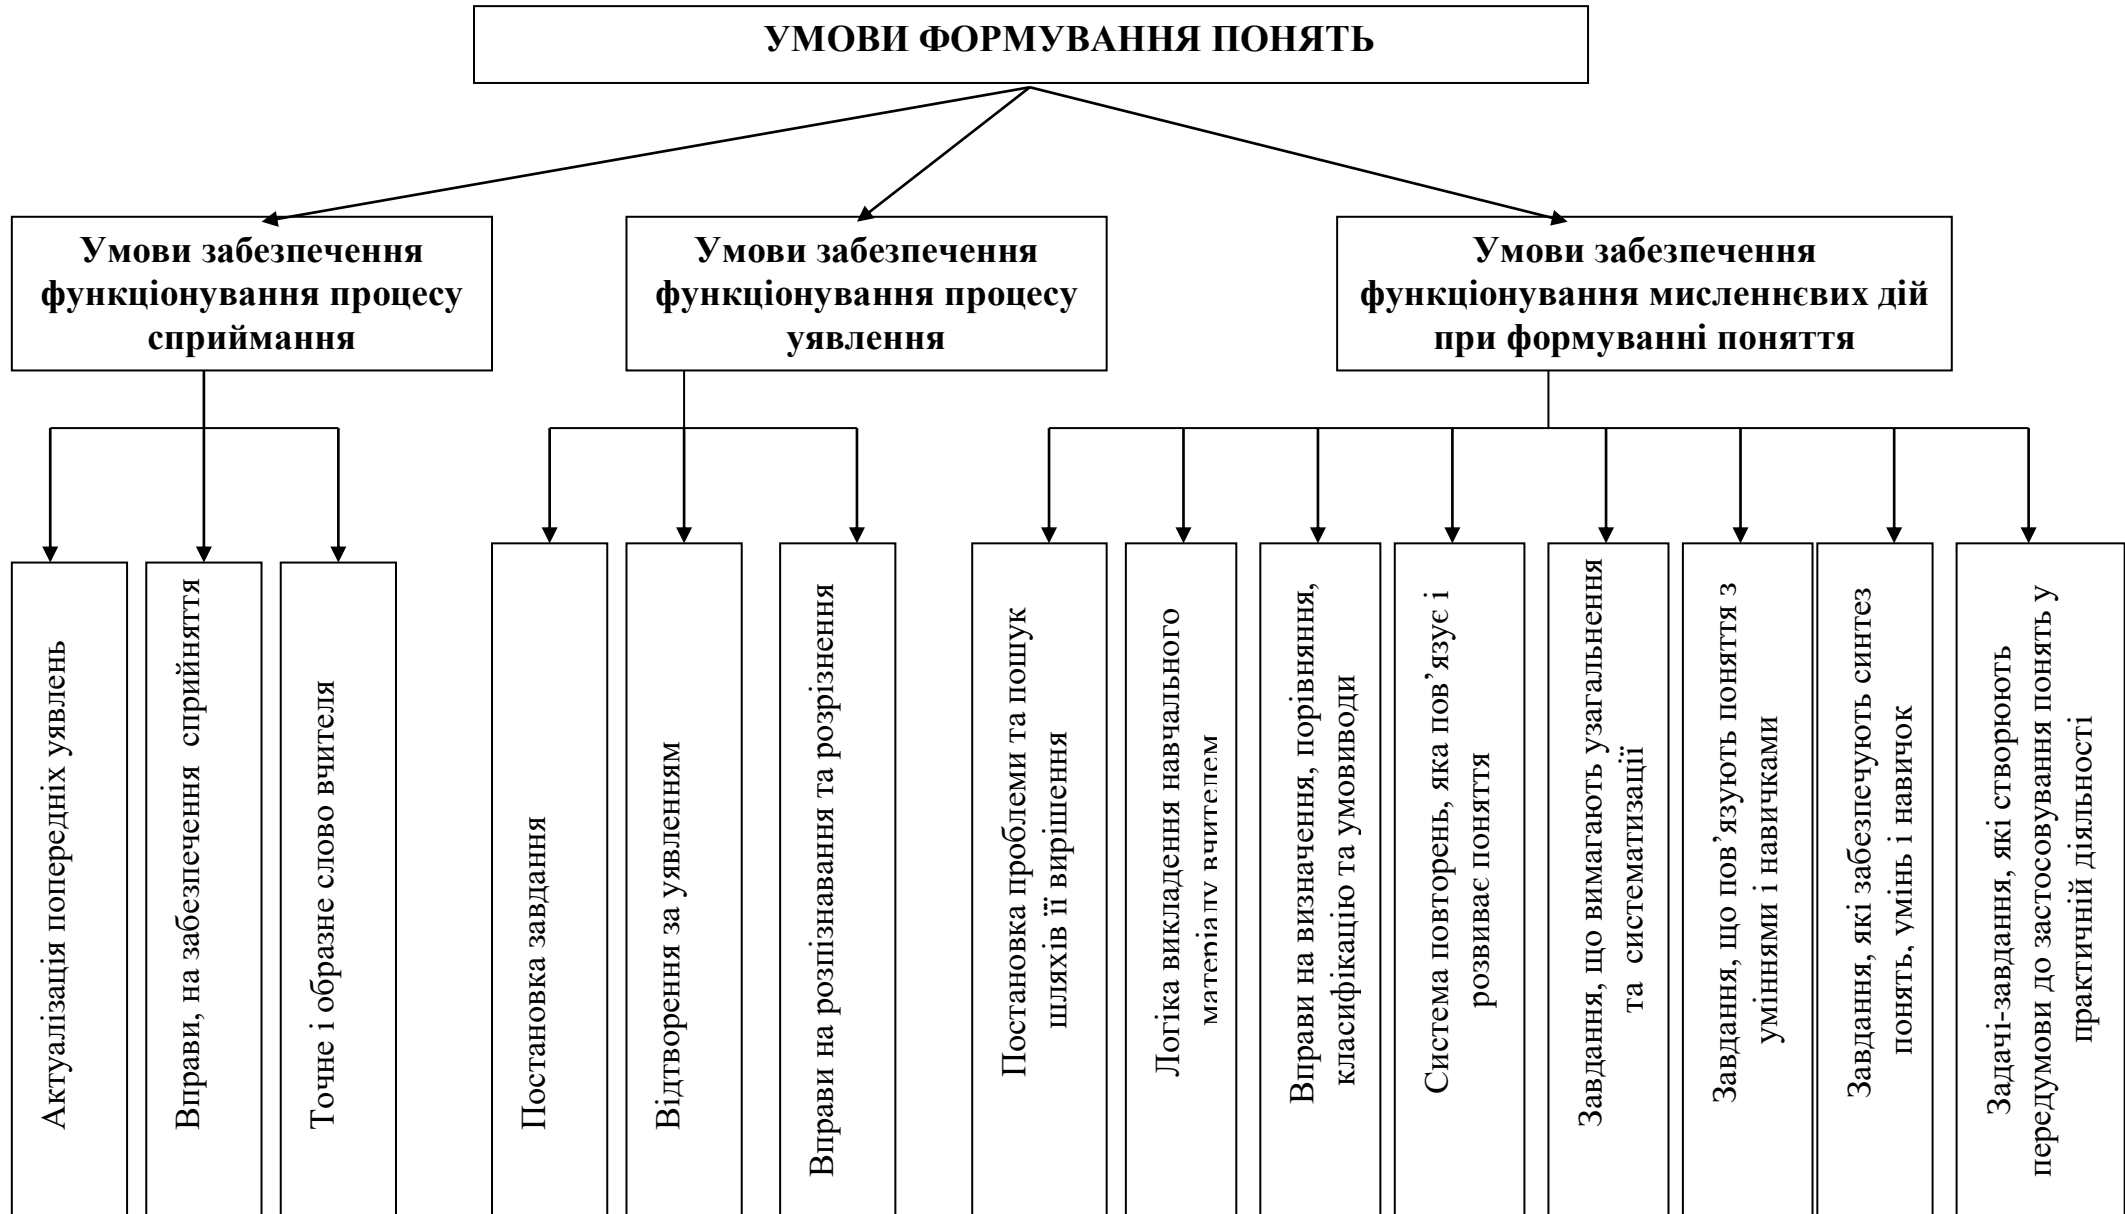 УМОВИ ФОРМУВАННЯ ПОНЯТЬ
Умови забезпечення
функціонування процесу
сприймання
Умови забезпечення
функціонування процесу
уявлення
Умови забезпечення
функціонування мисленнєвих дій
при формуванні поняття
Актуалізація попередніх уявлень
Вправи, на забезпечення сприйняття
Точне і образне слово вчителя
Постановка завдання
Відтворення за уявленням
Вправи на розпізнавання та розрізнення
Постановка проблеми та пошук
шляхів її вирішення
Логіка викладення навчального
матеріалу вчителем
Вправи на визначення, порівняння,
класифікацію та умовиводи
Система повторень, яка пов’язує і
розвиває поняття
Завдання, що вимагають узагальнення
та систематизації
Завдання, що пов’язують поняття з
уміннями і навичками
Завдання, які забезпечують синтез
понять, умінь і навичок
Задачі-завдання, які створюють
передумови до застосовування понять у
практичній діяльності